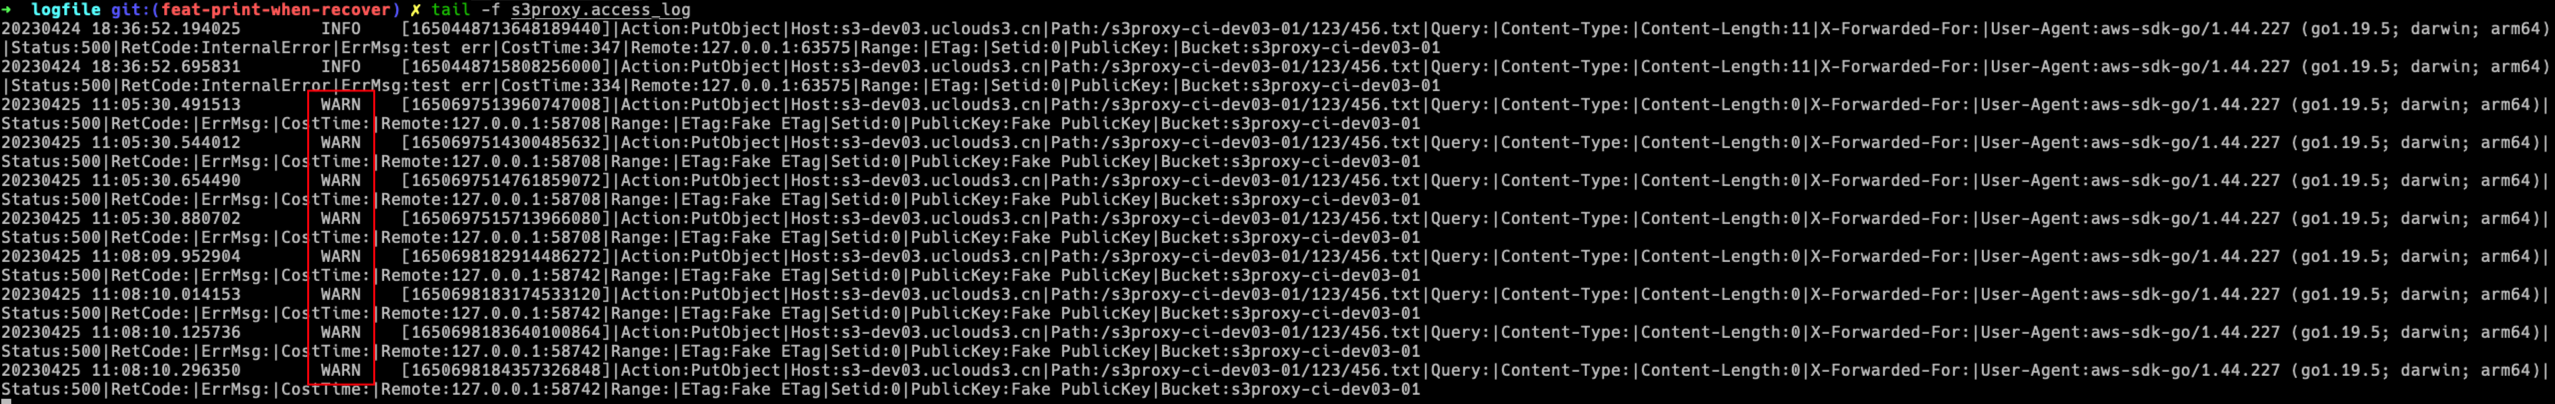 ➜  logfile git:(feat-print-when-recover) ✗ tail -f s3proxy.access_log
20230424 18:36:52.194025        INFO    [1650448713648189440]|Action:PutObject|Host:s3-dev03.uclouds3.cn|Path:/s3proxy-ci-dev03-01/123/456.txt|Query:|Content-Type:|Content-Length:11|X-Forwarded-For:|User-Agent:aws-sdk-go/1.44.227 (go1.19.5; darwin; arm64)
|Status:500|RetCode:InternalError|ErrMsg:test err|CostTime:347|Remote:127.0.0.1:63575|Range:|ETag:|Setid:0|PublicKey:|Bucket:s3proxy-ci-dev03-01
20230424 18:36:52.695831        INFO    [1650448715808256000]|Action:PutObject|Host:s3-dev03.uclouds3.cn|Path:/s3proxy-ci-dev03-01/123/456.txt|Query:|Content-Type:|Content-Length:11|X-Forwarded-For:|User-Agent:aws-sdk-go/1.44.227 (go1.19.5; darwin; arm64)
|Status:500|RetCode:InternalError|ErrMsg:test err|CostTime:334|Remote:127.0.0.1:63575|Range:|ETag:|Setid:0|PublicKey:|Bucket:s3proxy-ci-dev03-01
20230425 11:05:30.491513        WARN    [1650697513960747008]|Action:PutObject|Host:s3-dev03.uclouds3.cn|Path:/s3proxy-ci-dev03-01/123/456.txt|Query:|Content-Type:|Content-Length:0|X-Forwarded-For:|User-Agent:aws-sdk-go/1.44.227 (go1.19.5; darwin; arm64)|
Status:500|RetCode:|ErrMsg:|CostTime:|Remote:127.0.0.1:58708|Range:|ETag:Fake ETag|Setid:0|PublicKey:Fake PublicKey|Bucket:s3proxy-ci-dev03-01
20230425 11:05:30.544012        WARN    [1650697514300485632]|Action:PutObject|Host:s3-dev03.uclouds3.cn|Path:/s3proxy-ci-dev03-01/123/456.txt|Query:|Content-Type:|Content-Length:0|X-Forwarded-For:|User-Agent:aws-sdk-go/1.44.227 (go1.19.5; darwin; arm64)|
Status:500|RetCode:|ErrMsg:|CostTime:|Remote:127.0.0.1:58708|Range:|ETag:Fake ETag|Setid:0|PublicKey:Fake PublicKey|Bucket:s3proxy-ci-dev03-01
20230425 11:05:30.654490        WARN    [1650697514761859072]|Action:PutObject|Host:s3-dev03.uclouds3.cn|Path:/s3proxy-ci-dev03-01/123/456.txt|Query:|Content-Type:|Content-Length:0|X-Forwarded-For:|User-Agent:aws-sdk-go/1.44.227 (go1.19.5; darwin; arm64)|
Status:500|RetCode:|ErrMsg:|CostTime:|Remote:127.0.0.1:58708|Range:|ETag:Fake ETag|Setid:0|PublicKey:Fake PublicKey|Bucket:s3proxy-ci-dev03-01
20230425 11:05:30.880702        WARN    [1650697515713966080]|Action:PutObject|Host:s3-dev03.uclouds3.cn|Path:/s3proxy-ci-dev03-01/123/456.txt|Query:|Content-Type:|Content-Length:0|X-Forwarded-For:|User-Agent:aws-sdk-go/1.44.227 (go1.19.5; darwin; arm64)|
Status:500|RetCode:|ErrMsg:|CostTime:|Remote:127.0.0.1:58708|Range:|ETag:Fake ETag|Setid:0|PublicKey:Fake PublicKey|Bucket:s3proxy-ci-dev03-01
20230425 11:08:09.952904        WARN    [1650698182914486272]|Action:PutObject|Host:s3-dev03.uclouds3.cn|Path:/s3proxy-ci-dev03-01/123/456.txt|Query:|Content-Type:|Content-Length:0|X-Forwarded-For:|User-Agent:aws-sdk-go/1.44.227 (go1.19.5; darwin; arm64)|
Status:500|RetCode:|ErrMsg:|CostTime:|Remote:127.0.0.1:58742|Range:|ETag:Fake ETag|Setid:0|PublicKey:Fake PublicKey|Bucket:s3proxy-ci-dev03-01
20230425 11:08:10.014153        WARN    [1650698183174533120]|Action:PutObject|Host:s3-dev03.uclouds3.cn|Path:/s3proxy-ci-dev03-01/123/456.txt|Query:|Content-Type:|Content-Length:0|X-Forwarded-For:|User-Agent:aws-sdk-go/1.44.227 (go1.19.5; darwin; arm64)|
Status:500|RetCode:|ErrMsg:|CostTime:|Remote:127.0.0.1:58742|Range:|ETag:Fake ETag|Setid:0|PublicKey:Fake PublicKey|Bucket:s3proxy-ci-dev03-01
20230425 11:08:10.125736        WARN    [1650698183640100864]|Action:PutObject|Host:s3-dev03.uclouds3.cn|Path:/s3proxy-ci-dev03-01/123/456.txt|Query:|Content-Type:|Content-Length:0|X-Forwarded-For:|User-Agent:aws-sdk-go/1.44.227 (go1.19.5; darwin; arm64)|
Status:500|RetCode:|ErrMsg:|CostTime:|Remote:127.0.0.1:58742|Range:|ETag:Fake ETag|Setid:0|PublicKey:Fake PublicKey|Bucket:s3proxy-ci-dev03-01
20230425 11:08:10.296350        WARN    [1650698184357326848]|Action:PutObject|Host:s3-dev03.uclouds3.cn|Path:/s3proxy-ci-dev03-01/123/456.txt|Query:|Content-Type:|Content-Length:0|X-Forwarded-For:|User-Agent:aws-sdk-go/1.44.227 (go1.19.5; darwin; arm64)|
Status:500|RetCode:|ErrMsg:|CostTime:|Remote:127.0.0.1:58742|Range:|ETag:Fake ETag|Setid:0|PublicKey:Fake PublicKey|Bucket:s3proxy-ci-dev03-01